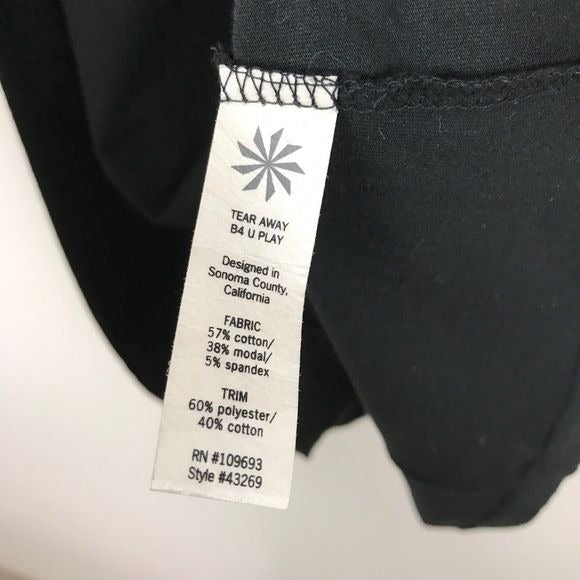 TEAR AWAY
B4 U PLAY
Designed in
Sonoma County,
California
FABRIC
57% cotton/
38% modal/
5% spandex
TRIM
60% polyester/
40% cotton
RN #109693
Style #43269